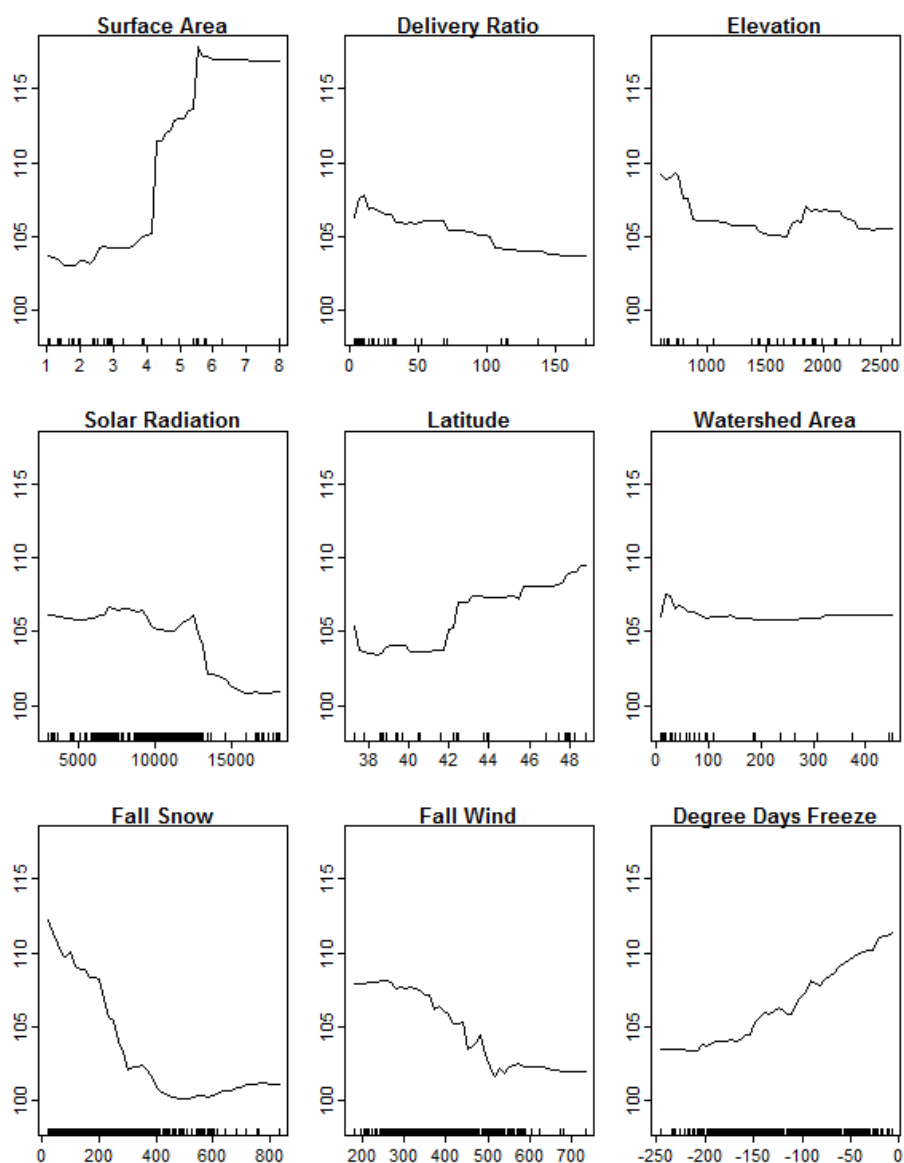 Surface Area Delivery Ratio Elevation
115 115 115
110 110 110
105 105 105
100 100 100
1 2 3 4 5 6 7 8 0 50 100 150 1000 1500 2000 2500
Solar Radiation Latitude Watershed Area
115 115 115
110 110 110
105 105 105
100 100 100
5000 10000 15000 38 40 42 44 46 48 0 100 200 300 400
Fall Snow Fall Wind Degree Days Freeze
115 115 115
110 110 110
105 105 105
100 100 100
0 200 400 600 800 200 300 400 500 600 700 -250 -200 -150 -100 -50 0